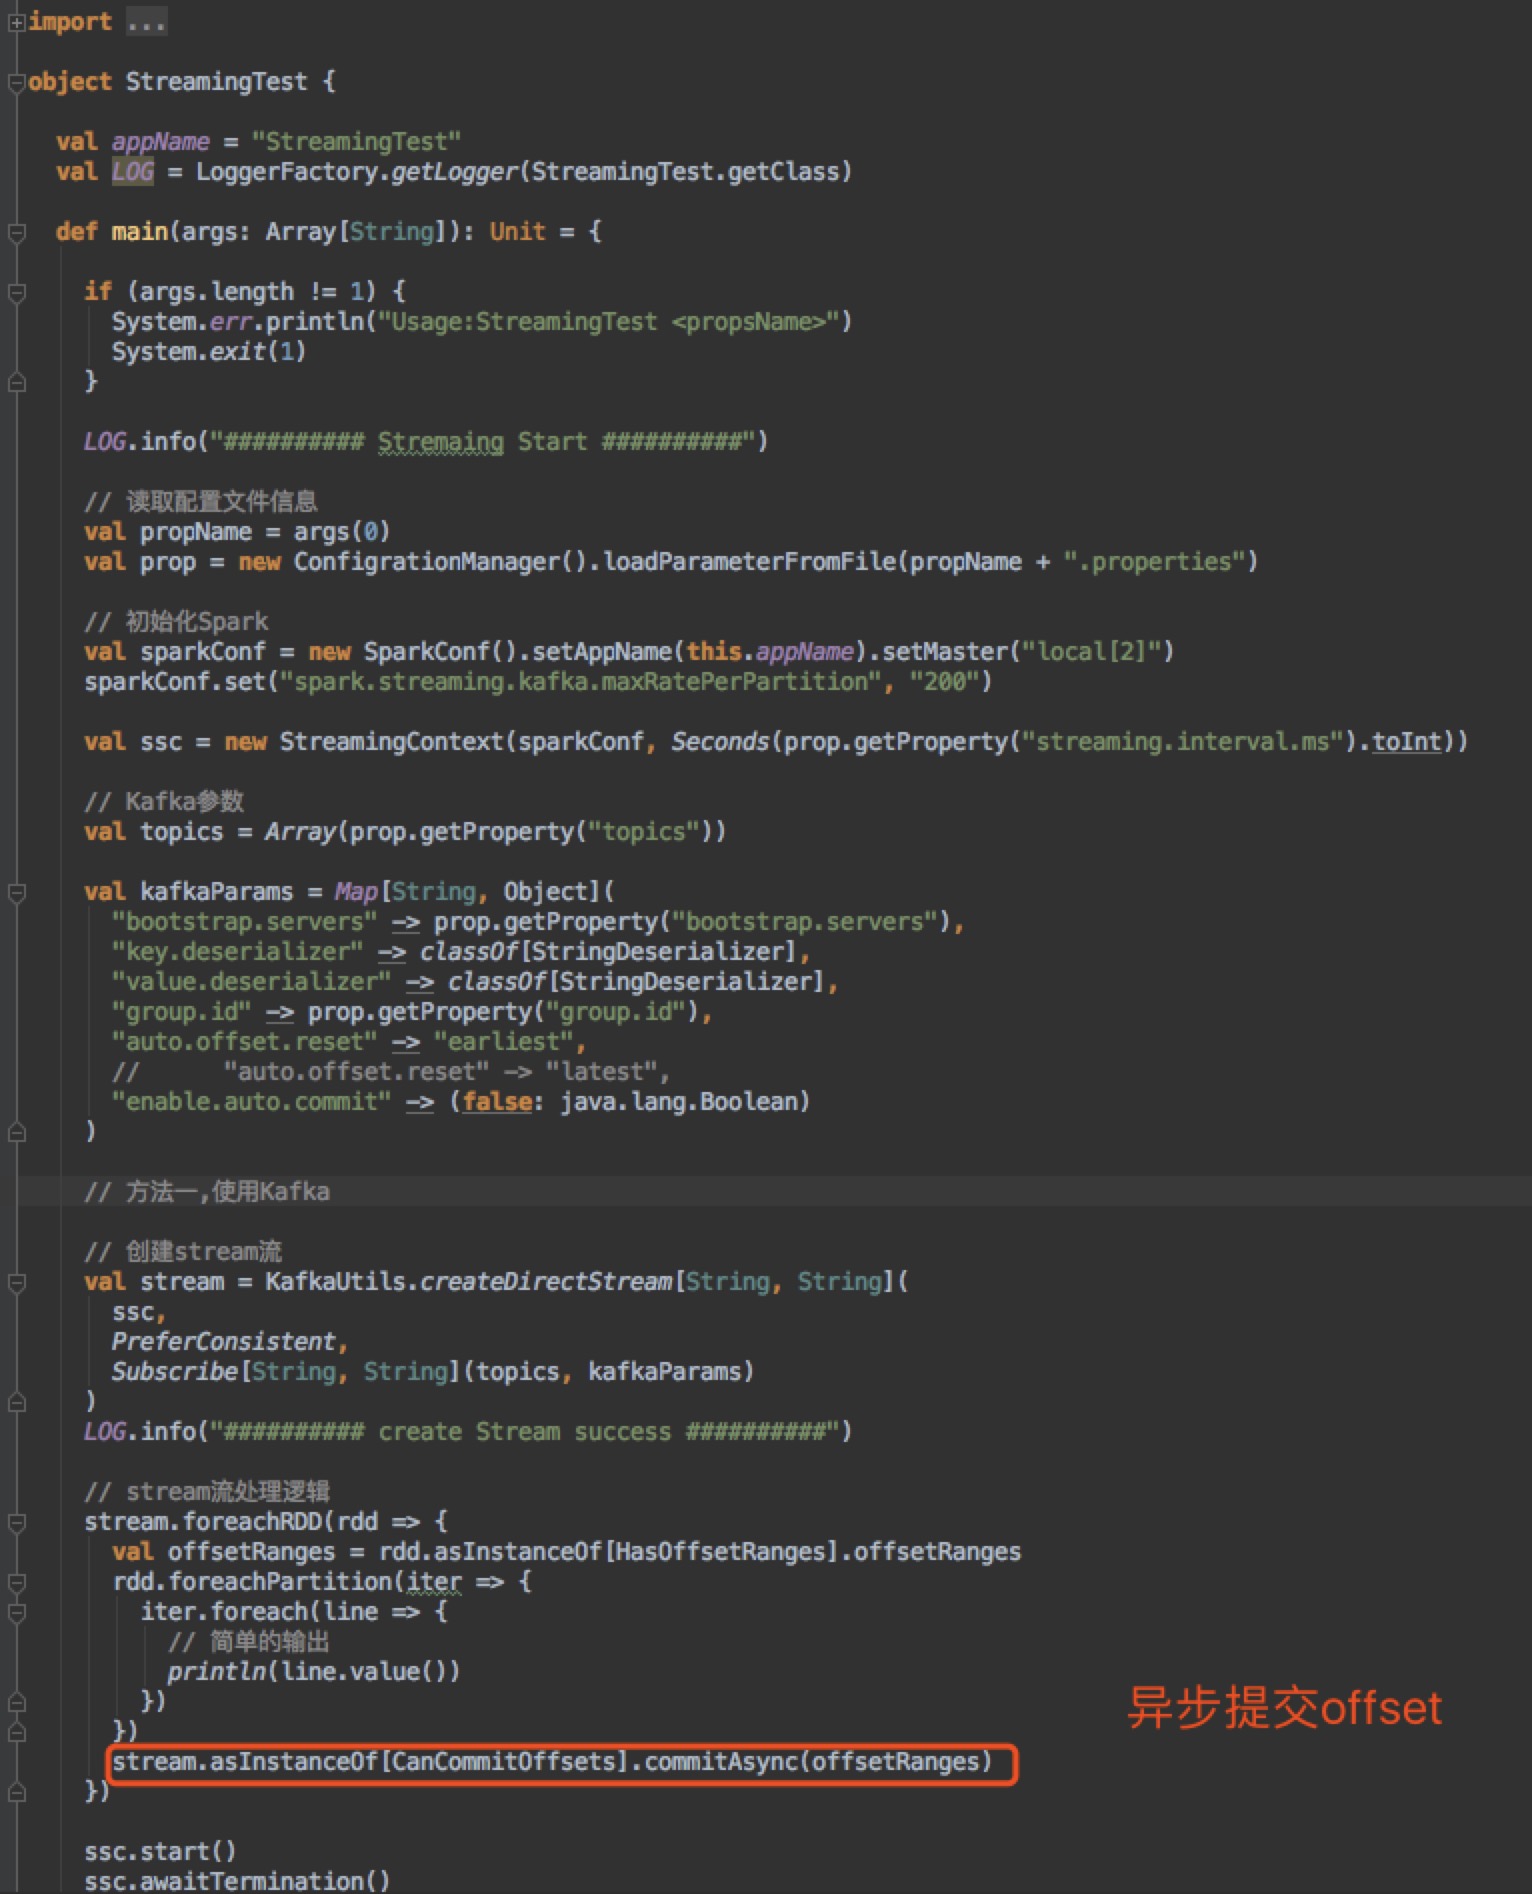 import ...
object StreamingTest {
val appName = "StreamingTest"
val LOG = LoggerFactory.getLogger(StreamingTest.getClass)
def main(args: Array[String]): Unit = {
if (args.length != 1) {
System.err.println("Usage:StreamingTest <propsName>")
System.exit(1)
}
LOG.info("########## Stremaing Start ##########")
// 读取配置文件信息
val propName = args(0)
val prop = new ConfigrationManager().loadParameterFromFile(propName + ".properties")
// 初始化Spark
val sparkConf = new SparkConf().setAppName(this.appName).setMaster("local[2]")
sparkConf.set("spark.streaming.kafka.maxRatePerPartition", "200")
val ssc = new StreamingContext(sparkConf, Seconds(prop.getProperty("streaming.interval.ms").toInt))
// Kafka参数
val topics = Array(prop.getProperty("topics"))
val kafkaParams = Map[String, Object](
"bootstrap.servers" -> prop.getProperty("bootstrap.servers"),
"key.deserializer" -> classOf[StringDeserializer],
"value.deserializer" -> classOf[StringDeserializer],
"group.id" -> prop.getProperty("group.id"),
"auto.offset.reset" -> "earliest",
// "auto.offset.reset" -> "latest",
"enable.auto.commit" -> (false: java.lang.Boolean)
)
// 方法一,使用Kafka
// 创建stream流
val stream = KafkaUtils.createDirectStream[String, String](
ssc,
PreferConsistent,
Subscribe[String, String](topics, kafkaParams)
)
LOG.info("########## create Stream success ##########")
// stream流处理逻辑
stream.foreachRDD(rdd => {
val offsetRanges = rdd.asInstanceOf[HasOffsetRanges].offsetRanges
rdd.foreachPartition(iter => {
iter.foreach(line => {
// 简单的输出
println(line.value())
})
})
异步提交offset
stream.asInstanceOf[CanCommitOffsets].commitAsync(offsetRanges)
})
ssc.start()
ssc.awaitTermination()